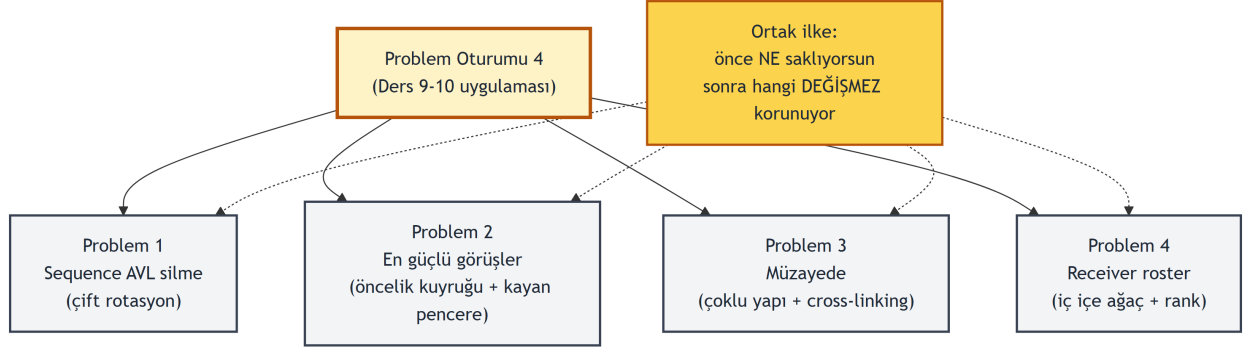 Problem Oturumu 4
(Ders 9-10 uygulaması)
Ortak ilke:
önce NE saklıyorsun
sonra hangi DEĞİŞMEZ
korunuyor
Problem 1
Sequence AVL silme
(çift rotasyon)
Problem 2
En güçlü görüşler
(öncelik kuyruğu + kayan
pencere)
Problem 3
Müzayede
(çoklu yapı + cross-linking)
Problem 4
Receiver roster
(iç içe ağaç + rank)